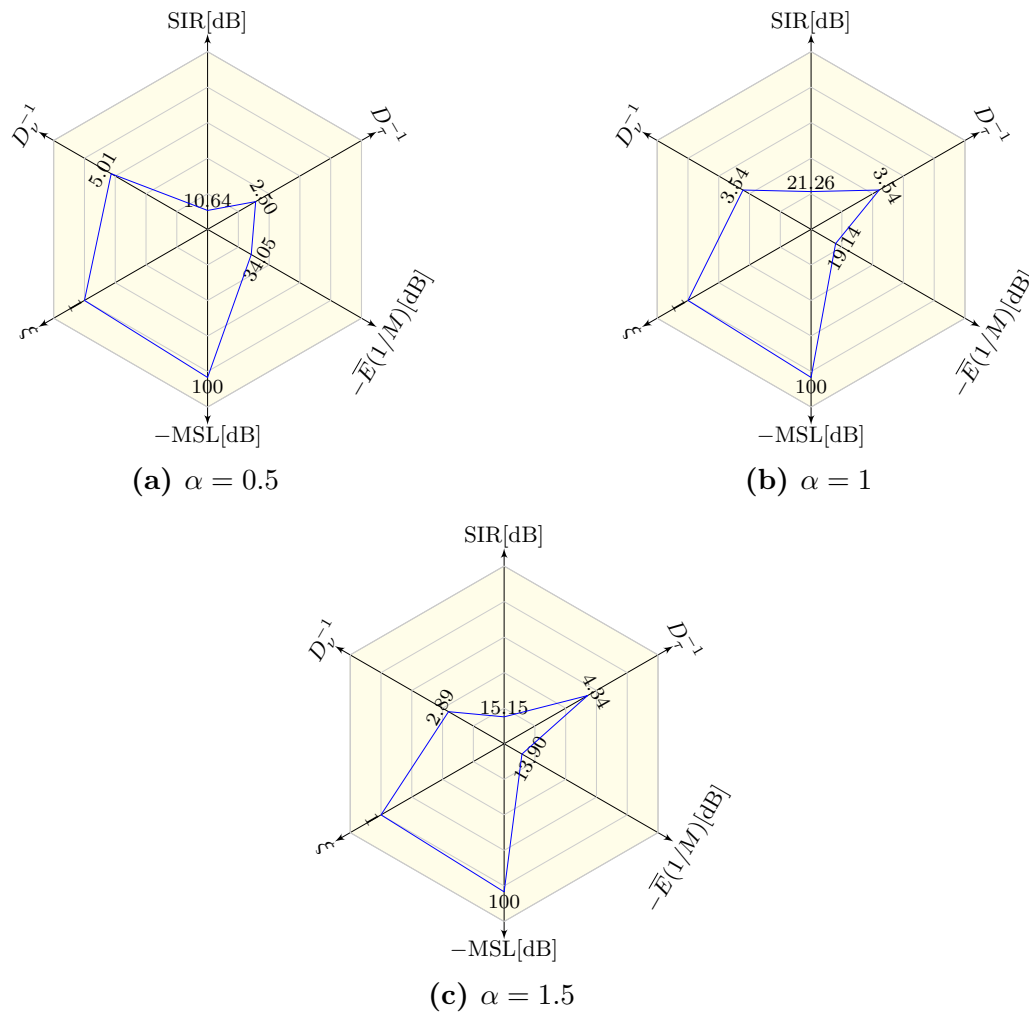 SIR[dB]
D_τ^{-1}
D_ν^{-1}
5.01
10.64
2.50
34.05
1
ξ
−E̅(1/M)[dB]
100
−MSL[dB]
(a) α = 0.5
SIR[dB]
D_τ^{-1}
D_ν^{-1}
3.54
21.26
3.54
19.14
1
ξ
−E̅(1/M)[dB]
100
−MSL[dB]
(b) α = 1
SIR[dB]
D_τ^{-1}
D_ν^{-1}
2.89
15.15
4.34
13.90
1
ξ
−E̅(1/M)[dB]
100
−MSL[dB]
(c) α = 1.5